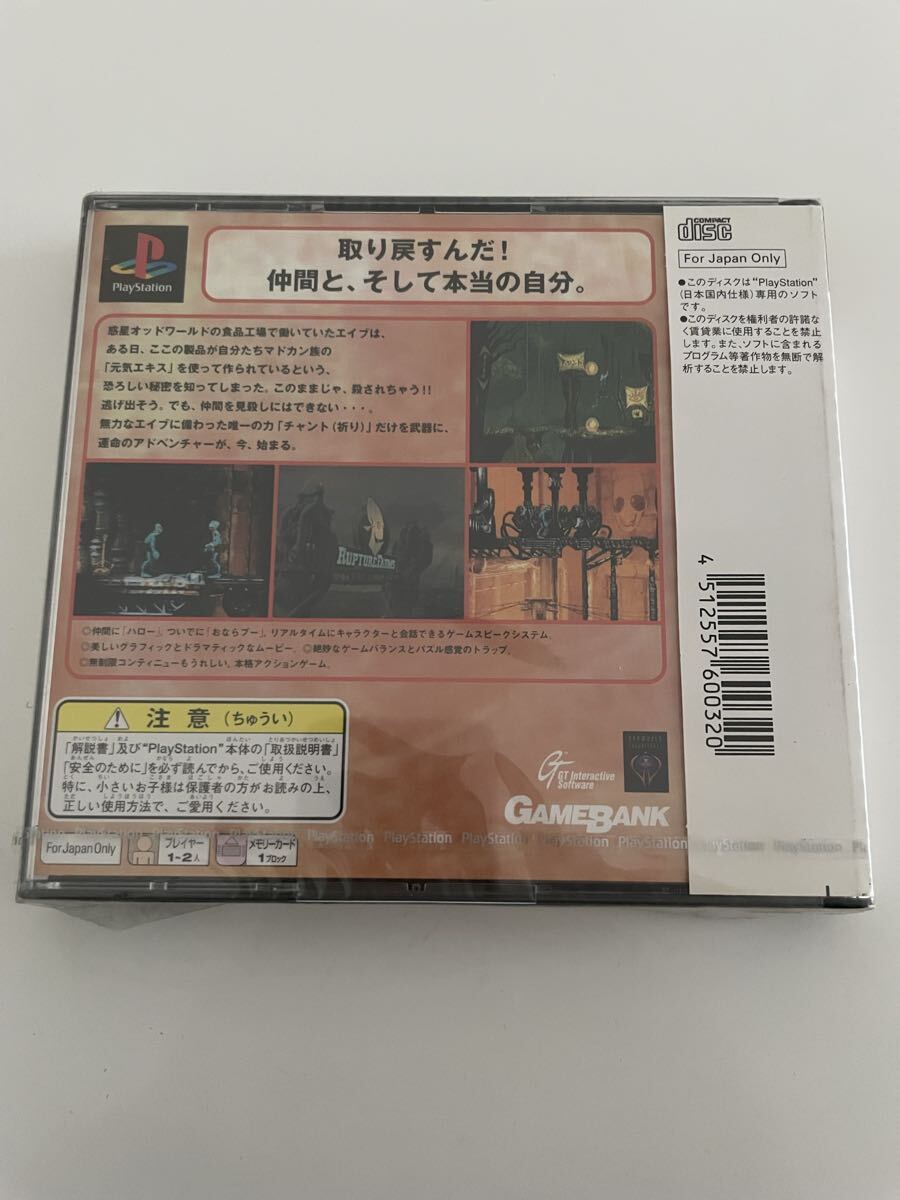 PlayStation
取り戻すんだ！
仲間と、そして本当の自分。
惑星オッドワールドの食品工場で働いていたエイブは、
ある日、ここの製品が自分たちマドカン族の
「元気エキス」を使って作られているという、
恐ろしい秘密を知ってしまった。このままじゃ、殺されちゃう!!
逃げ出そう。でも、仲間を見殺しにはできない・・・。
無力なエイブに備わった唯一の力「チャント（祈り）」だけを武器に、
運命のアドベンチャーが、今、始まる。
RUPTUREFARMS
◎仲間に「ハロー」、ついでに「おならプー」。リアルタイムにキャラクターと会話できるゲームスピークシステム。
◎美しいグラフィックとドラマティックなムービー。◎絶妙なゲームバランスとパズル感覚のトラップ。
◎無制限コンティニューもうれしい、本格アクションゲーム。
注意（ちゅうい）
「解説書」及び“PlayStation”本体の「取扱説明書」
「安全のために」を必ず読んでから、ご使用ください。
特に、小さいお子様は保護者の方がお読みの上、
正しい使用方法で、ご愛用ください。
For Japan Only
プレイヤー
1~2人
メモリーカード
1ブロック
GT Interactive
Software
GAMEBANK
PlayStation PlayStation PlayStation PlayStation PlayStation PlayStation PlayStation
COMPACT
disc
For Japan Only
●このディスクは“PlayStation”
(日本国内仕様)専用のソフト
です。
●このディスクを権利者の許諾な
く賃貸業に使用することを禁止
します。また、ソフトに含まれる
プログラム等著作物を無断で解
析することを禁止します。
4 512557 600320